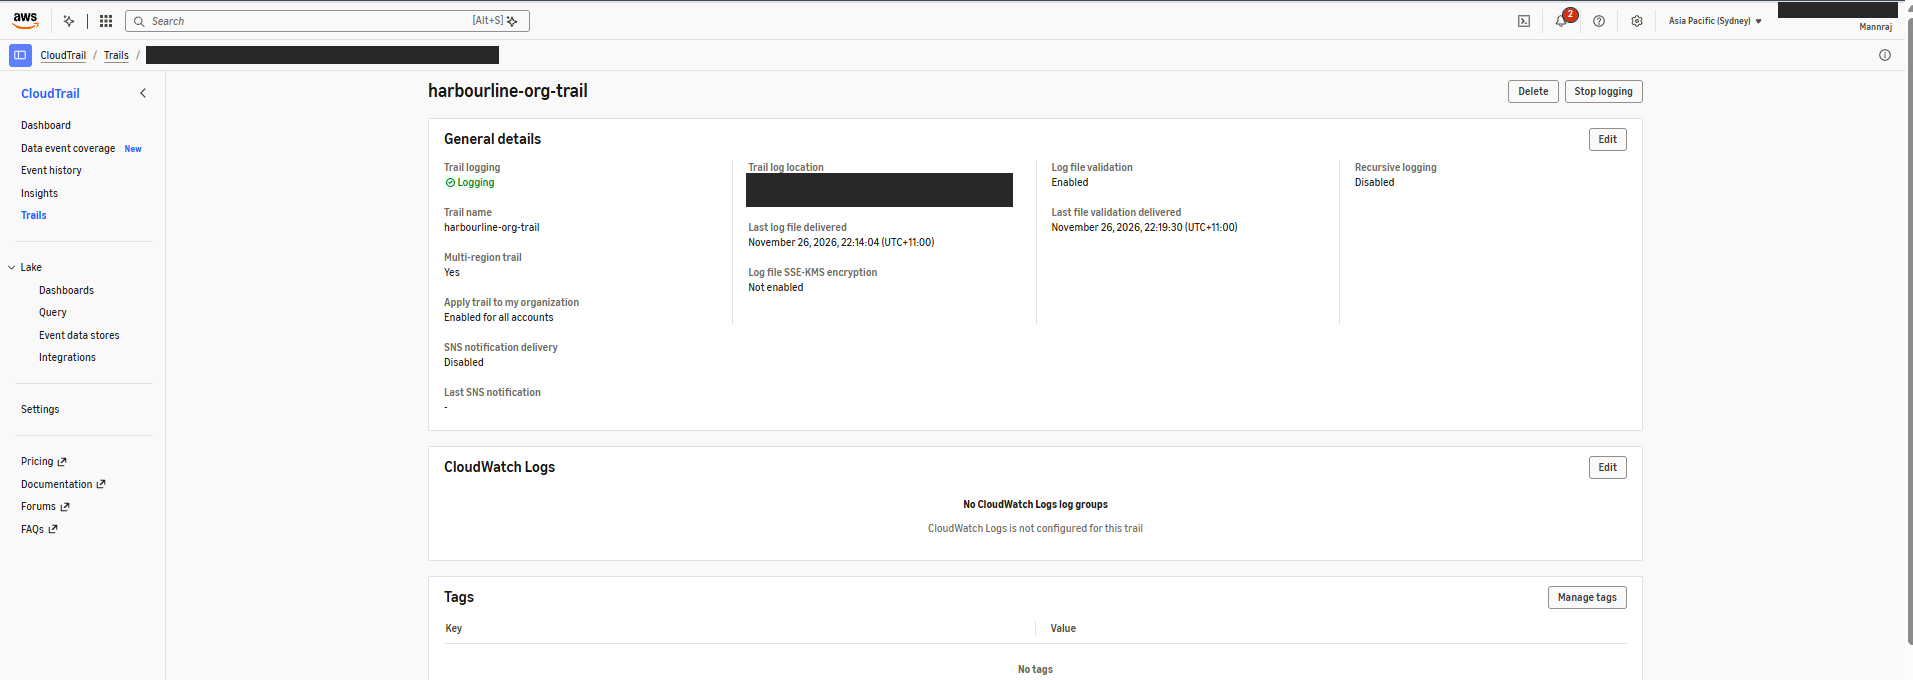 aws
Search [Alt+S]
2
Asia Pacific (Sydney)
Mannraj
CloudTrail / Trails /
CloudTrail
Dashboard
Data event coverage New
Event history
Insights
Trails
Lake
Dashboards
Query
Event data stores
Integrations
Settings
Pricing
Documentation
Forums
FAQs
harbourline-org-trail
Delete
Stop logging
General details
Edit
Trail logging
Logging
Trail name
harbourline-org-trail
Multi-region trail
Yes
Apply trail to my organization
Enabled for all accounts
SNS notification delivery
Disabled
Last SNS notification
-
Trail log location
Last log file delivered
November 26, 2026, 22:14:04 (UTC+11:00)
Log file SSE-KMS encryption
Not enabled
Log file validation
Enabled
Last file validation delivered
November 26, 2026, 22:19:30 (UTC+11:00)
Recursive logging
Disabled
CloudWatch Logs
Edit
No CloudWatch Logs log groups
CloudWatch Logs is not configured for this trail
Tags
Manage tags
Key Value
No tags